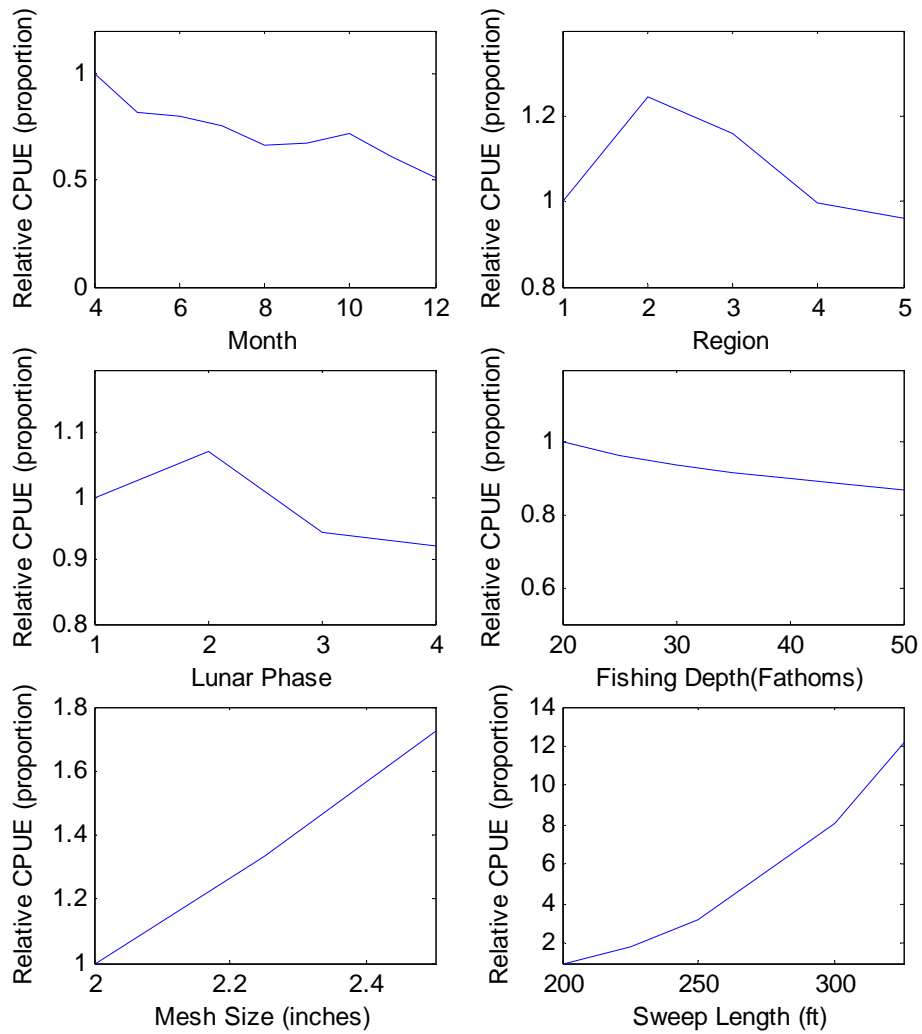 Relative CPUE (proportion)
1
0.5
0
4 6 8 10 12
Month
Relative CPUE (proportion)
1.2
1
0.8
1 2 3 4 5
Region
Relative CPUE (proportion)
1.1
1
0.9
0.8
1 2 3 4
Lunar Phase
Relative CPUE (proportion)
1
0.8
0.6
20 30 40 50
Fishing Depth(Fathoms)
Relative CPUE (proportion)
1.8
1.6
1.4
1.2
1
2 2.2 2.4
Mesh Size (inches)
Relative CPUE (proportion)
14
12
10
8
6
4
2
200 250 300
Sweep Length (ft)